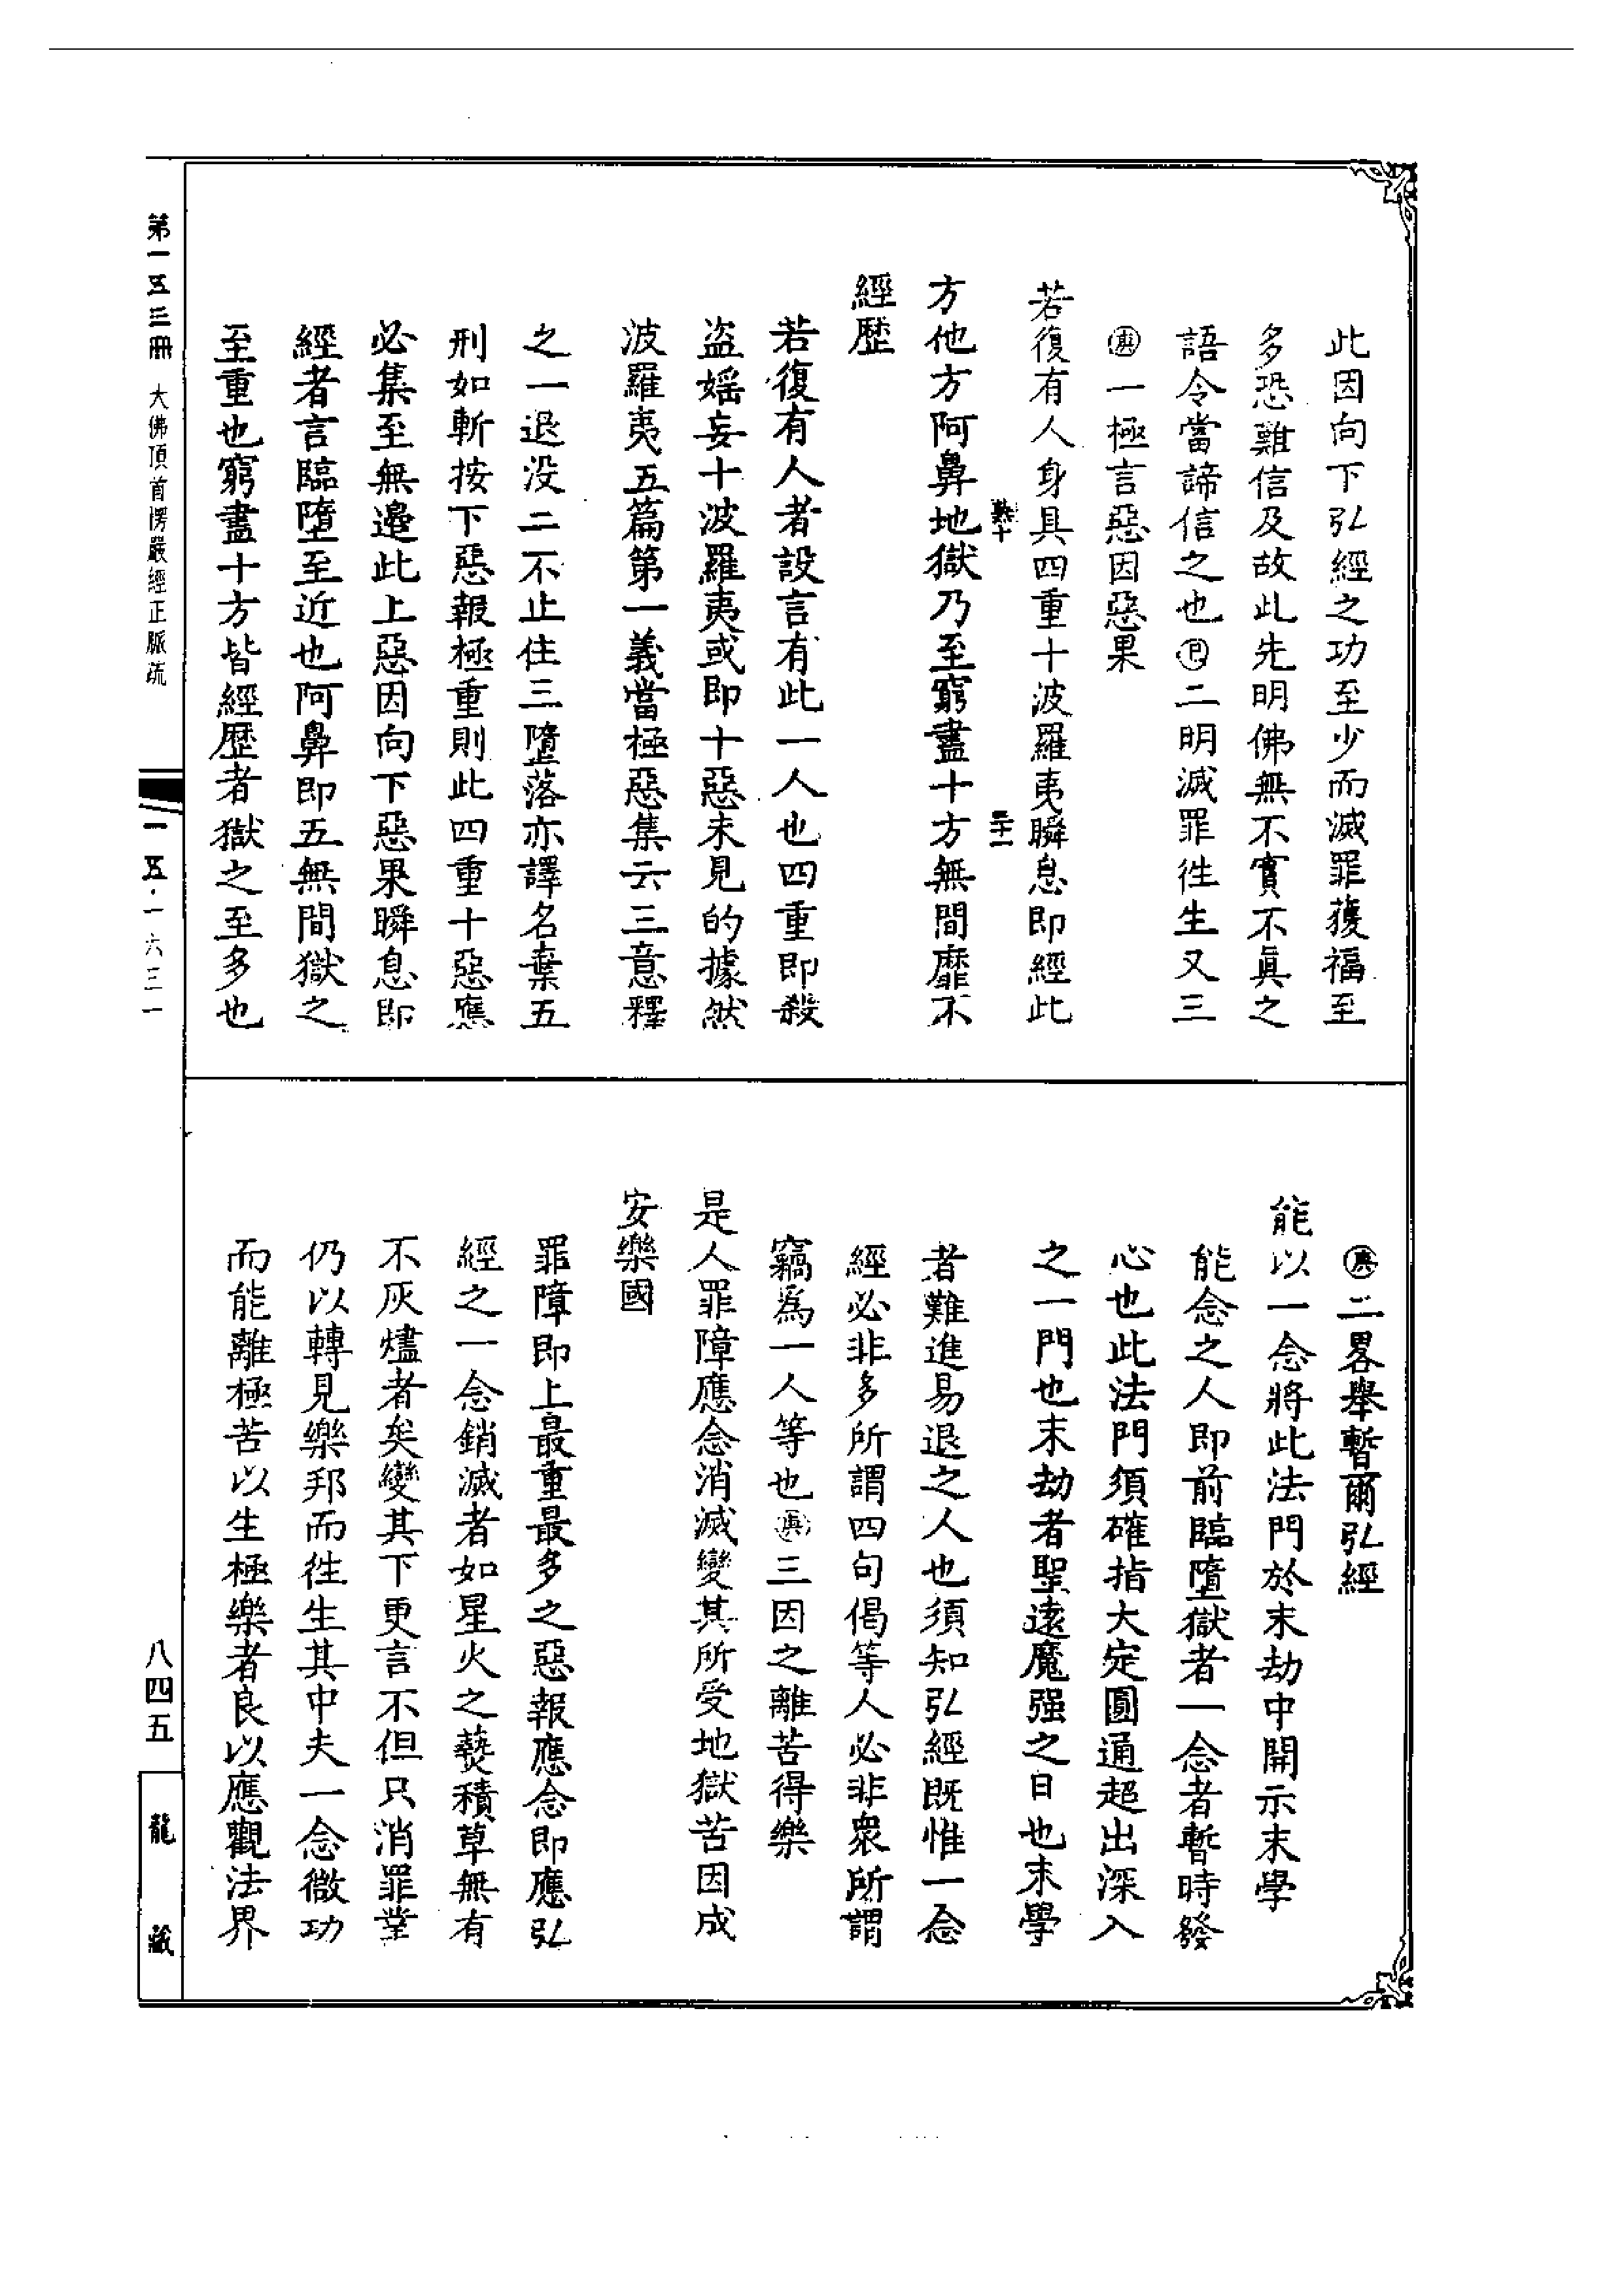 此因向下弘經之功至少而滅罪獲福至
多恐難信及故此先明佛無不實不眞之
語令當諦信之也㊞二明滅罪徃生又三
一極言惡因惡果
若復有人身具四重十波羅夷瞬息即經此
方他方阿鼻地獄乃至窮盡十方無間靡不
經歷
若復有人者設言有此一人也四重即殺
盗婬妄十波羅夷或即十惡未見的據然
波羅夷五篇第一義當極惡集云三意釋
之一退没二不止住三墮落亦譯名棄五
刑如斬按下惡報極重則此四重十惡應
必集至無邊此上惡因向下惡果瞬息即
經者言臨墮至近也阿鼻即五無間獄之
至重也窮盡十方皆經歷者獄之至多也
二畧舉暫爾弘經
能以一念將此法門於末劫中開示末學
能念之人即前臨墮獄者一念者暫時發
心也此法門須確指大定圓通超出深入
之一門也末劫者聖遠魔强之日也末學
者難進易退之人也須知弘經既惟一念
經必非多所謂四句偈等人必非衆所謂
竊爲一人等也三因之離苦得樂
是人罪障應念消滅變其所受地獄苦因成
安樂國
罪障即上最重最多之惡報應念即應弘
經之一念銷滅者如星火之爇積草無有
不灰燼者矣變其下更言不但只消罪業
仍以轉見樂邦而徃生其中夫一念微功
而能離極苦以生極樂者良以應觀法界
第一五三冊 大佛頂首楞嚴經正脈疏
一五·一六三一
八四五
龍藏